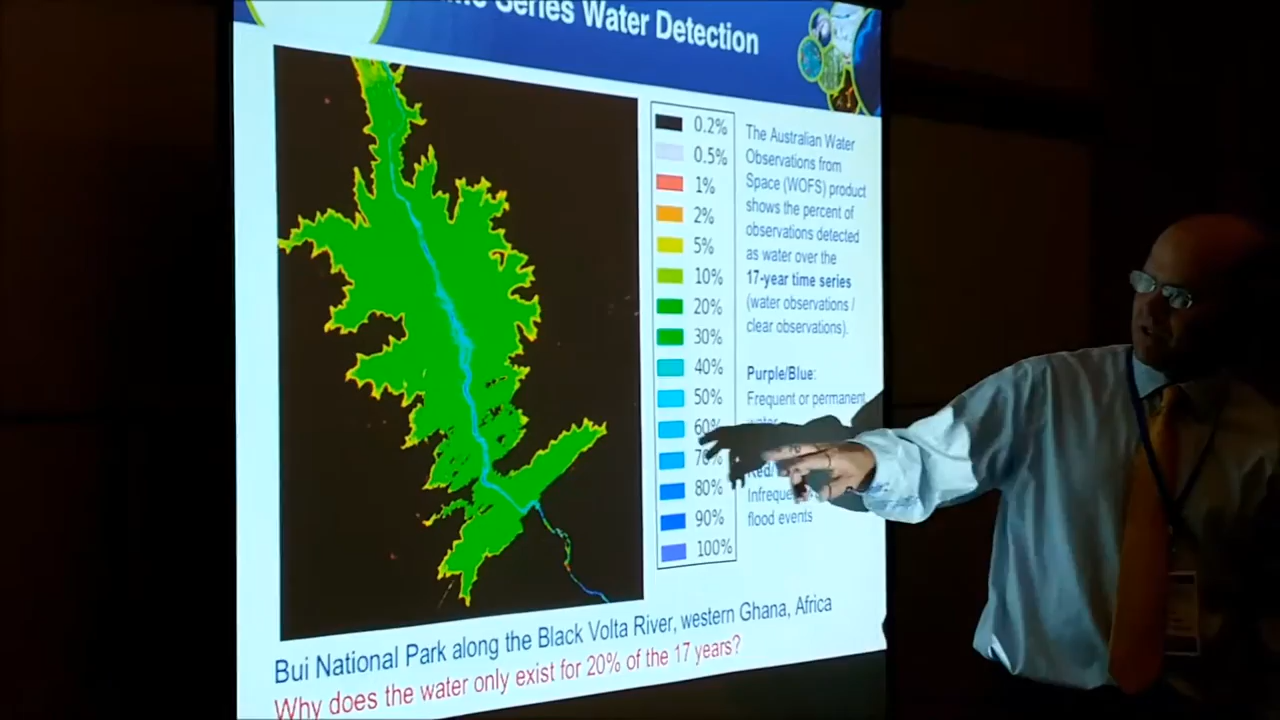 Series Water Detection
0.2%
0.5%
1%
2%
5%
10%
20%
30%
40%
50%
60%
70%
80%
90%
100%
The Australian Water
Observations from
Space (WOFS) product
shows the percent of
observations detected
as water over the
17-year time series
(water observations /
clear observations).
Purple/Blue:
Frequent or permanent
water
flood events
Bui National Park along the Black Volta River, western Ghana, Africa
Why does the water only exist for 20% of the 17 years?